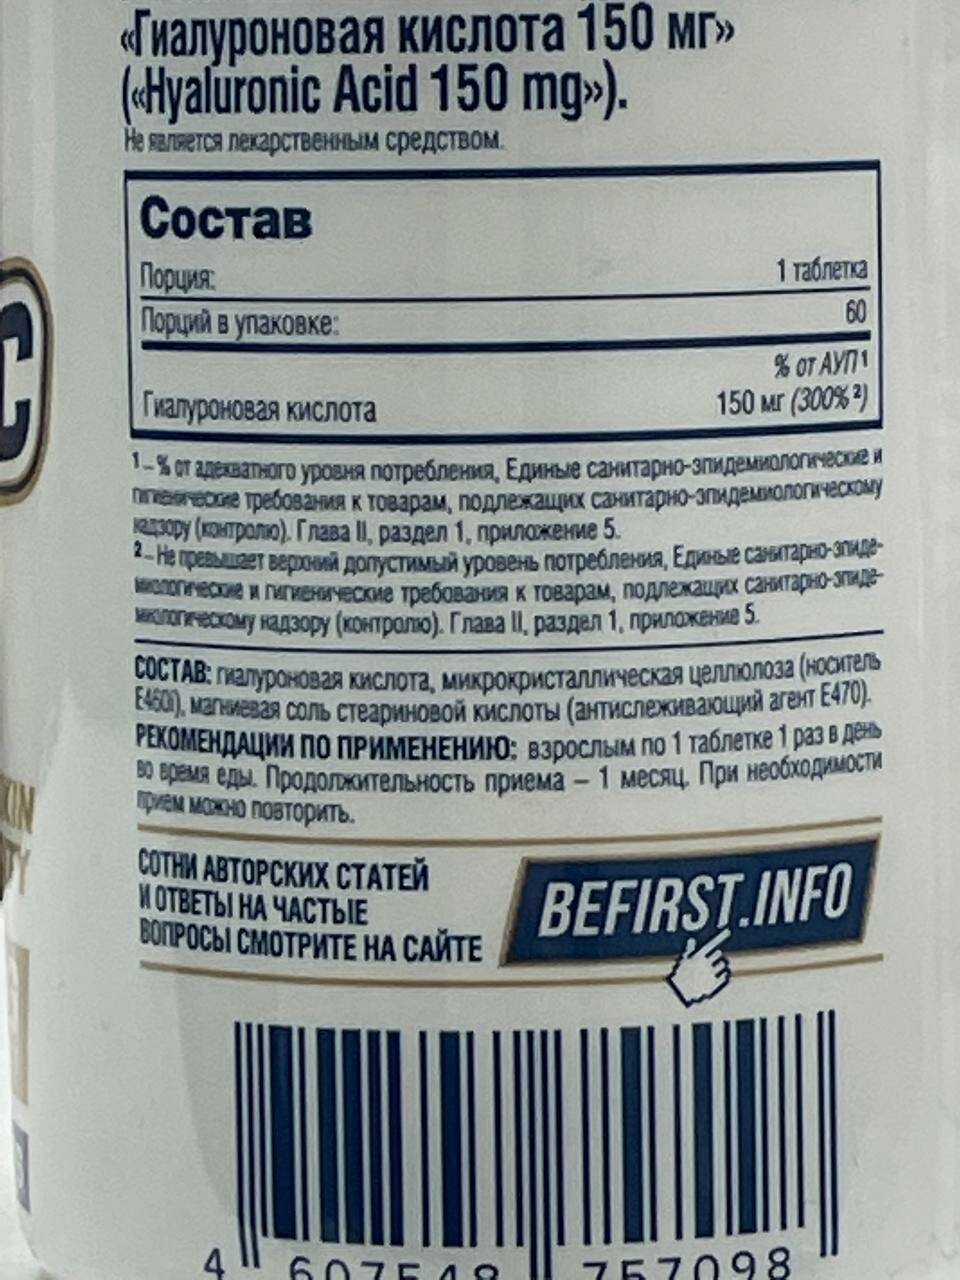 «Гиалуроновая кислота 150 мг»
(«Hyaluronic Acid 150 mg»).
Не является лекарственным средством.
Состав
Порция: 1 таблетка
Порций в упаковке: 60
% от АУП¹
Гиалуроновая кислота 150 мг (300%²)
¹ – % от адекватного уровня потребления, Единые санитарно-эпидемиологические и
гигиенические требования к товарам, подлежащих санитарно-эпидемиологическому
надзору (контролю). Глава II, раздел 1, приложение 5.
² – Не превышает верхний допустимый уровень потребления, Единые санитарно-эпиде-
миологические и гигиенические требования к товарам, подлежащих санитарно-эпиде-
миологическому надзору (контролю). Глава II, раздел 1, приложение 5.
СОСТАВ: гиалуроновая кислота, микрокристаллическая целлюлоза (носитель
E460i), магниевая соль стеариновой кислоты (антислеживающий агент E470).
РЕКОМЕНДАЦИИ ПО ПРИМЕНЕНИЮ: взрослым по 1 таблетке 1 раз в день
во время еды. Продолжительность приема – 1 месяц. При необходимости
прием можно повторить.
СОТНИ АВТОРСКИХ СТАТЕЙ
И ОТВЕТЫ НА ЧАСТЫЕ
ВОПРОСЫ СМОТРИТЕ НА САЙТЕ
BEFIRST.INFO
4 607548 757098